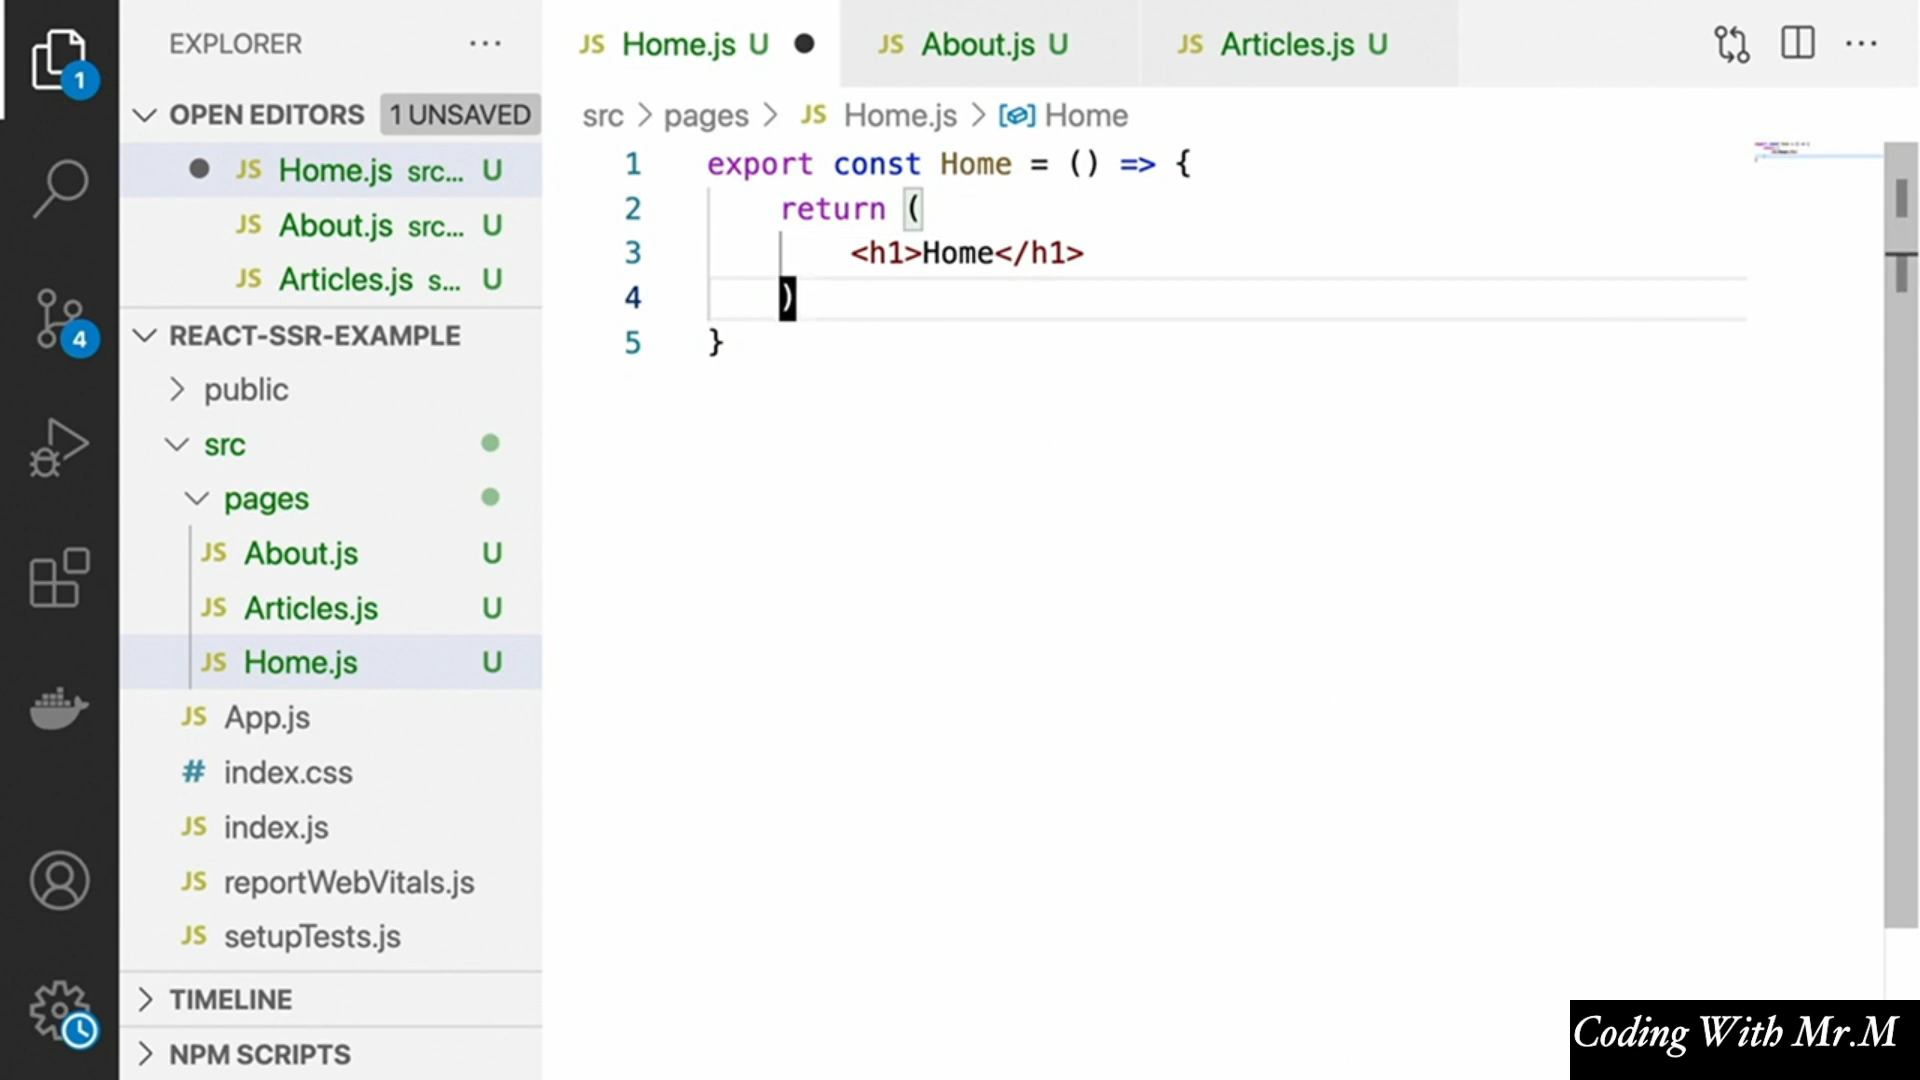 EXPLORER
1
OPEN EDITORS 1 UNSAVED
JS Home.js src... U
JS About.js src... U
JS Articles.js s... U
4
REACT-SSR-EXAMPLE
public
src
pages
JS About.js U
JS Articles.js U
JS Home.js U
JS App.js
# index.css
JS index.js
JS reportWebVitals.js
JS setupTests.js
TIMELINE
NPM SCRIPTS
JS Home.js U
JS About.js U
JS Articles.js U
src > pages > JS Home.js > Home
1 export const Home = () => {
2 return (
3 <h1>Home</h1>
4 )
5 }
Coding With Mr.M